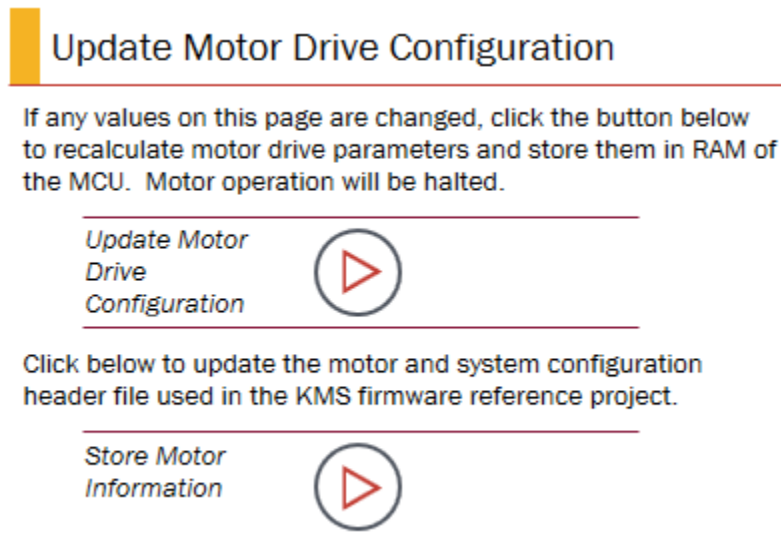 Update Motor Drive Configuration
If any values on this page are changed, click the button below
to recalculate motor drive parameters and store them in RAM of
the MCU.  Motor operation will be halted.
Update Motor
Drive
Configuration
Click below to update the motor and system configuration
header file used in the KMS firmware reference project.
Store Motor
Information